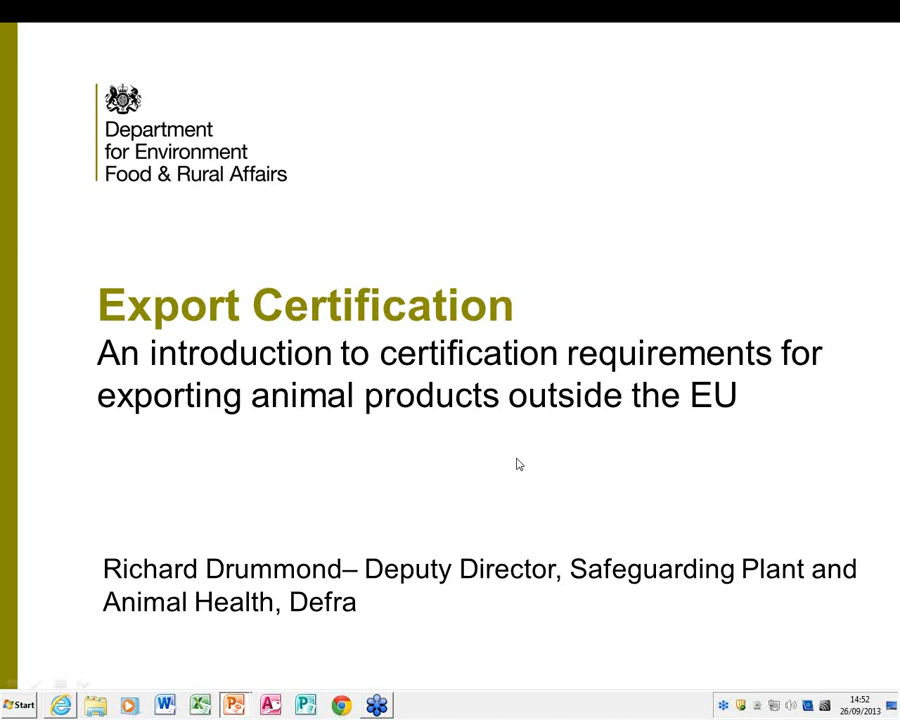 Department
for Environment
Food & Rural Affairs
Export Certification
An introduction to certification requirements for
exporting animal products outside the EU
Richard Drummond– Deputy Director, Safeguarding Plant and
Animal Health, Defra
Start
14:52
26/09/2013